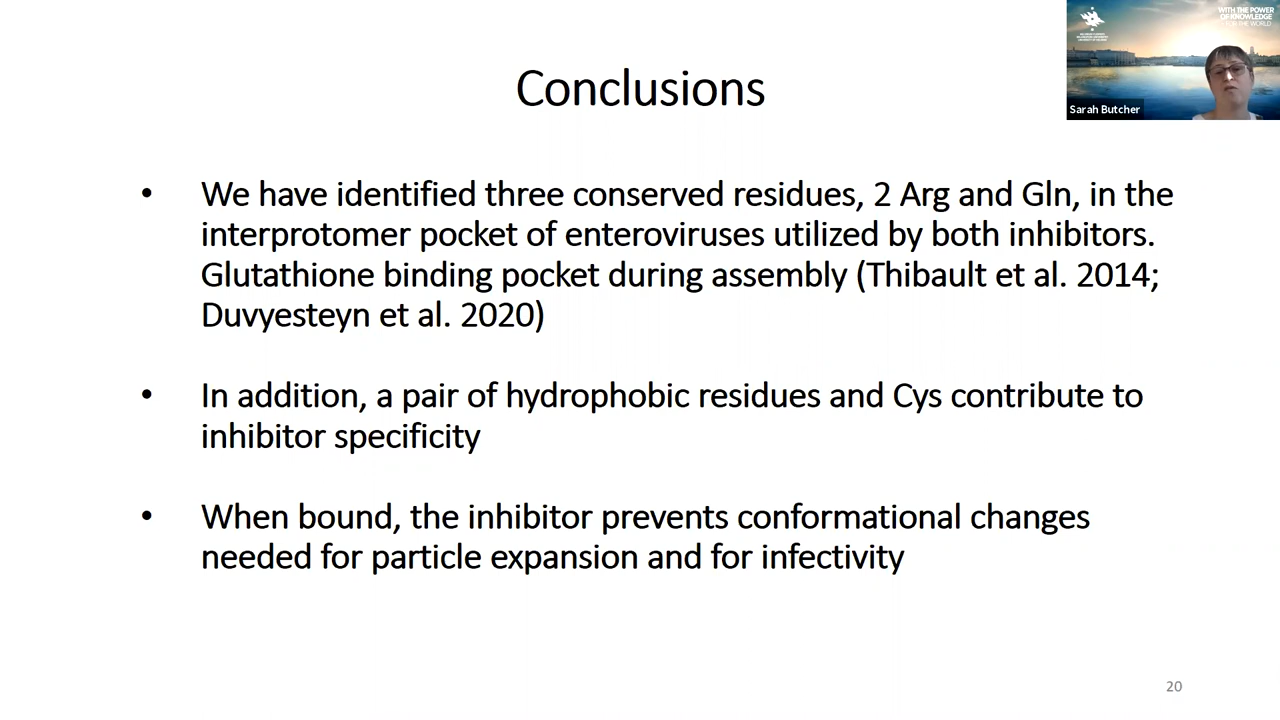 WITH THE POWER
OF KNOWLEDGE
FOR THE WORLD
Sarah Butcher
Conclusions
• We have identified three conserved residues, 2 Arg and Gln, in the
interprotomer pocket of enteroviruses utilized by both inhibitors.
Glutathione binding pocket during assembly (Thibault et al. 2014;
Duvyesteyn et al. 2020)
• In addition, a pair of hydrophobic residues and Cys contribute to
inhibitor specificity
• When bound, the inhibitor prevents conformational changes
needed for particle expansion and for infectivity
20